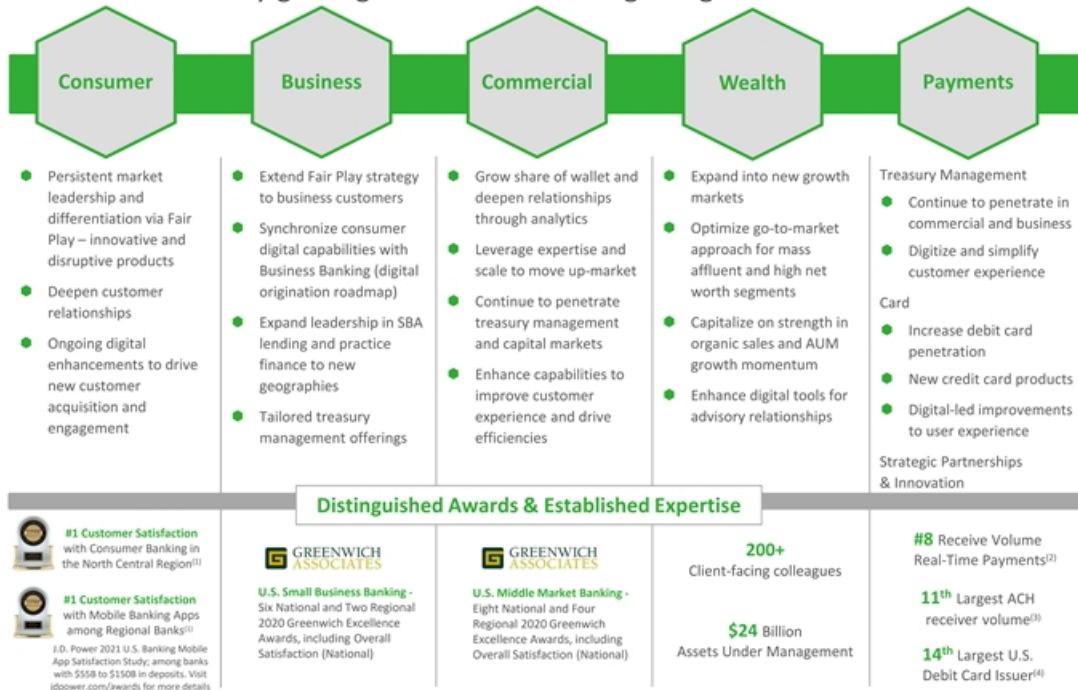 Consumer
Business
Commercial
Wealth
Payments
Persistent market
leadership and
differentiation via Fair
Play – innovative and
disruptive products
Deepen customer
relationships
Ongoing digital
enhancements to drive
new customer
acquisition and
engagement
Extend Fair Play strategy
to business customers
Synchronize consumer
digital capabilities with
Business Banking (digital
origination roadmap)
Expand leadership in SBA
lending and practice
finance to new
geographies
Tailored treasury
management offerings
Grow share of wallet and
deepen relationships
through analytics
Leverage expertise and
scale to move up-market
Continue to penetrate
treasury management
and capital markets
Enhance capabilities to
improve customer
experience and drive
efficiencies
Expand into new growth
markets
Optimize go-to-market
approach for mass
affluent and high net
worth segments
Capitalize on strength in
organic sales and AUM
growth momentum
Enhance digital tools for
advisory relationships
Treasury Management
Continue to penetrate in
commercial and business
Digitize and simplify
customer experience
Card
Increase debit card
penetration
New credit card products
Digital-led improvements
to user experience
Strategic Partnerships
& Innovation
Distinguished Awards & Established Expertise
#1 Customer Satisfaction
with Consumer Banking in
the North Central Region(1)
#1 Customer Satisfaction
with Mobile Banking Apps
among Regional Banks(1)
J.D. Power 2021 U.S. Banking Mobile
App Satisfaction Study; among banks
with $55B to $150B in deposits. Visit
jdpower.com/awards for more details
GREENWICH
ASSOCIATES
U.S. Small Business Banking -
Six National and Two Regional
2020 Greenwich Excellence
Awards, including Overall
Satisfaction (National)
GREENWICH
ASSOCIATES
U.S. Middle Market Banking -
Eight National and Four
Regional 2020 Greenwich
Excellence Awards, including
Overall Satisfaction (National)
200+
Client-facing colleagues
$24 Billion
Assets Under Management
#8 Receive Volume
Real-Time Payments(2)
11th Largest ACH
receiver volume(3)
14th Largest U.S.
Debit Card Issuer(4)